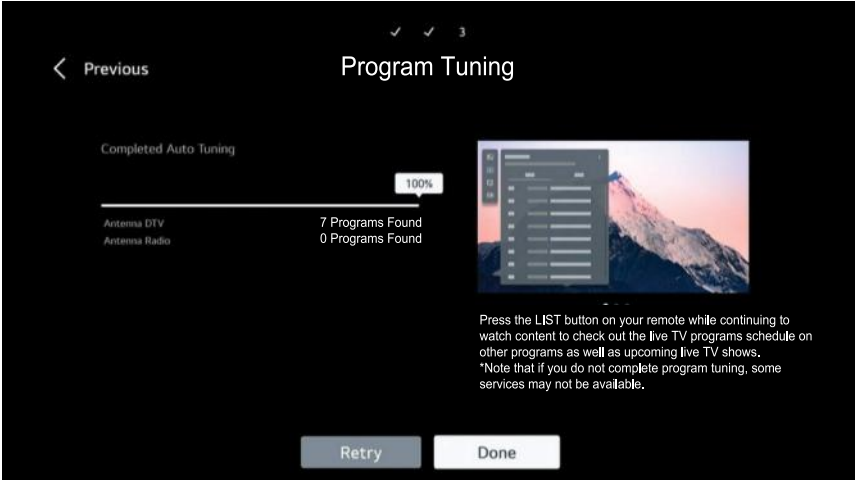 3
Previous
Program Tuning
Completed Auto Tuning
100%
Antenna DTV 7 Programs Found
Antenna Radio 0 Programs Found
Press the LIST button on your remote while continuing to
watch content to check out the live TV programs schedule on
other programs as well as upcoming live TV shows.
*Note that if you do not complete program tuning, some
services may not be available.
Retry
Done